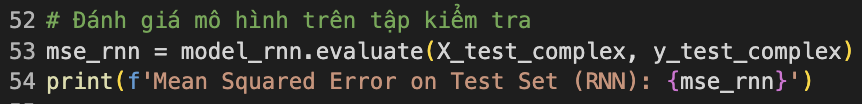 52 # Đánh giá mô hình trên tập kiểm tra
53 mse_rnn = model_rnn.evaluate(X_test_complex, y_test_complex)
54 print(f'Mean Squared Error on Test Set (RNN): {mse_rnn}')